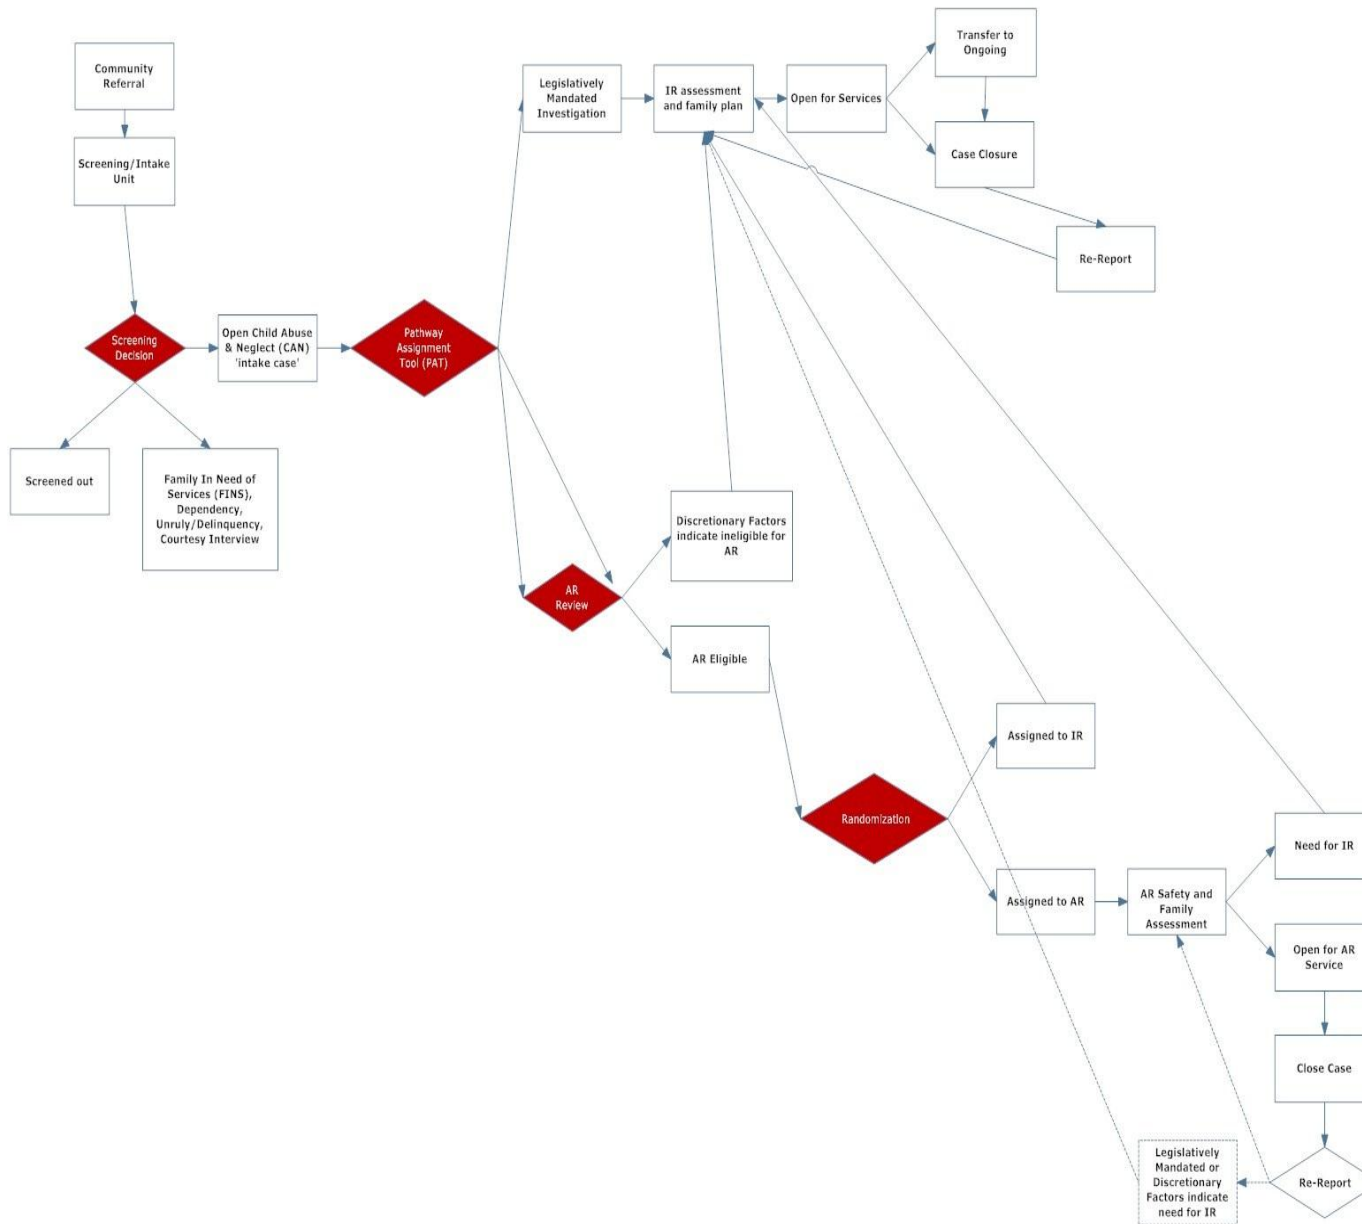 Community
Referral
Screening/Intake
Unit
Screening
Decision
Screened out
Family In Need of
Services (FINS),
Dependency,
Unruly/Delinquency,
Courtesy Interview
Open Child Abuse
& Neglect (CAN)
'intake case'
Pathway
Assignment
Tool (PAT)
Legislatively
Mandated
Investigation
IR assessment
and family plan
Open for Services
Transfer to
Ongoing
Case Closure
Re-Report
AR
Review
Discretionary Factors
indicate ineligible for
AR
AR Eligible
Randomization
Assigned to IR
Assigned to AR
AR Safety and
Family
Assessment
Need for IR
Open for AR
Service
Close Case
Re-Report
Legislatively
Mandated or
Discretionary
Factors indicate
need for IR